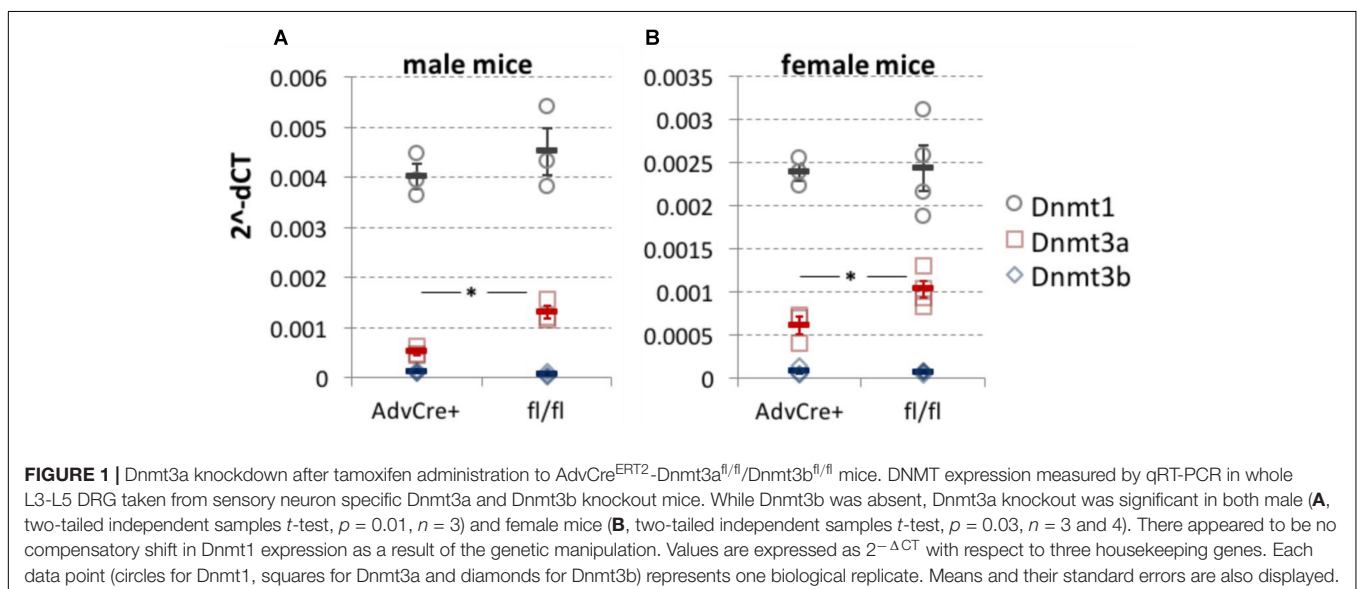 A
B
male mice
female mice
2^-dCT
0.006
0.005
0.004
0.003
0.002
0.001
0
*
AdvCre+ fl/fl
0.0035
0.003
0.0025
0.002
0.0015
0.001
0.0005
0
*
AdvCre+ fl/fl
Dnmt1
Dnmt3a
Dnmt3b
FIGURE 1 | Dnmt3a knockdown after tamoxifen administration to AdvCre^ERT2-Dnmt3a^fl/fl/Dnmt3b^fl/fl mice. DNMT expression measured by qRT-PCR in whole
L3-L5 DRG taken from sensory neuron specific Dnmt3a and Dnmt3b knockout mice. While Dnmt3b was absent, Dnmt3a knockout was significant in both male (A,
two-tailed independent samples t-test, p = 0.01, n = 3) and female mice (B, two-tailed independent samples t-test, p = 0.03, n = 3 and 4). There appeared to be no
compensatory shift in Dnmt1 expression as a result of the genetic manipulation. Values are expressed as 2^−ΔCT with respect to three housekeeping genes. Each
data point (circles for Dnmt1, squares for Dnmt3a and diamonds for Dnmt3b) represents one biological replicate. Means and their standard errors are also displayed.